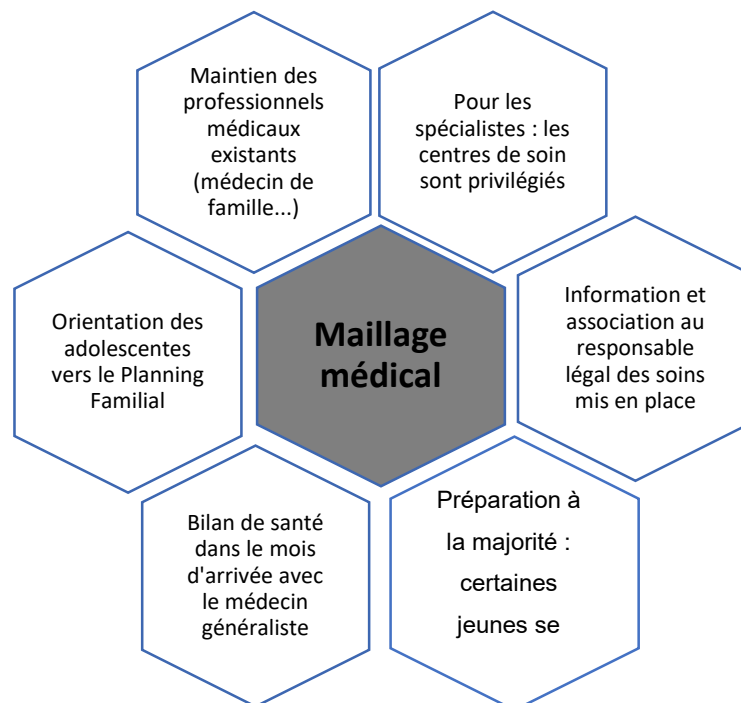 Maintien des
professionnels
médicaux
existants
(médecin de
famille...)
Pour les
spécialistes : les
centres de soin
sont privilégiés
Orientation des
adolescentes
vers le Planning
Familial
Maillage
médical
Information et
association au
responsable
légal des soins
mis en place
Bilan de santé
dans le mois
d'arrivée avec
le médecin
généraliste
Préparation à
la majorité :
certaines
jeunes se